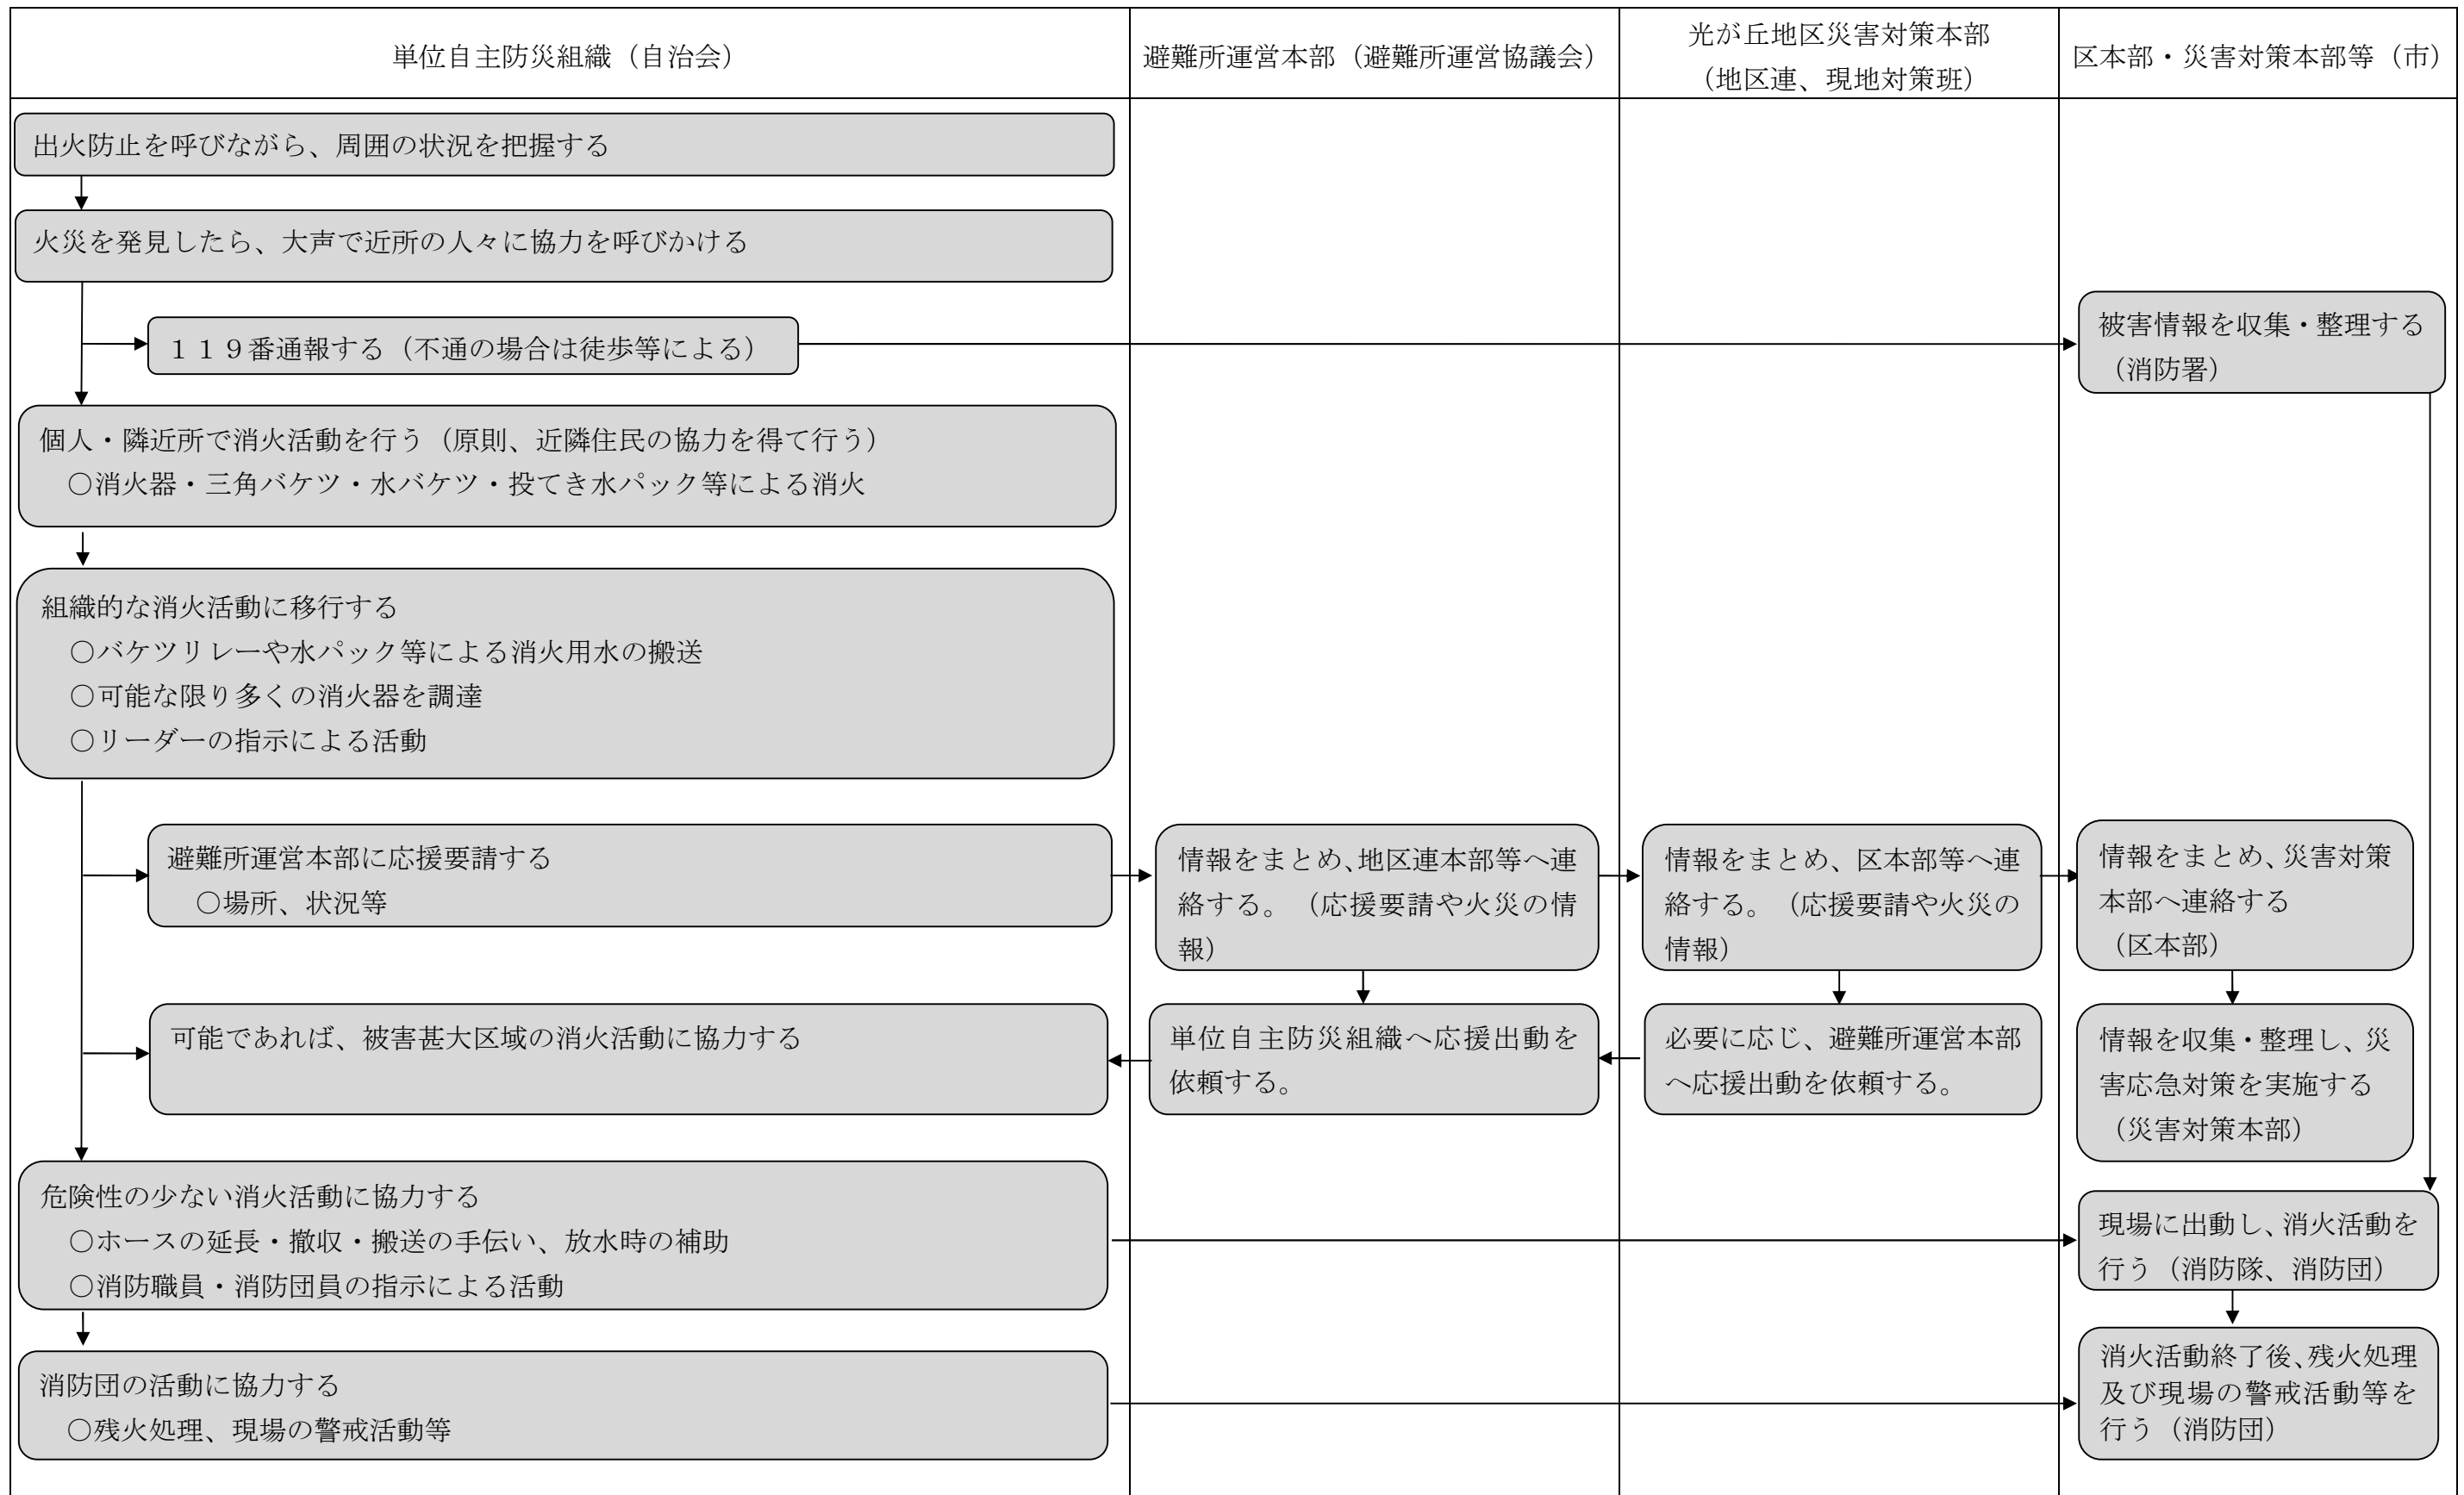 単位自主防災組織（自治会）
避難所運営本部（避難所運営協議会）
光が丘地区災害対策本部
（地区連、現地対策班）
区本部・災害対策本部等（市）
出火防止を呼びながら、周囲の状況を把握する
火災を発見したら、大声で近所の人々に協力を呼びかける
１１９番通報する（不通の場合は徒歩等による）
被害情報を収集・整理する
（消防署）
個人・隣近所で消火活動を行う（原則、近隣住民の協力を得て行う）
○消火器・三角バケツ・水バケツ・投てき水パック等による消火
組織的な消火活動に移行する
○バケツリレーや水パック等による消火用水の搬送
○可能な限り多くの消火器を調達
○リーダーの指示による活動
避難所運営本部に応援要請する
○場所、状況等
情報をまとめ、地区連本部等へ連
絡する。（応援要請や火災の情
報）
情報をまとめ、区本部等へ連
絡する。（応援要請や火災の
情報）
情報をまとめ、災害対策
本部へ連絡する
（区本部）
可能であれば、被害甚大区域の消火活動に協力する
単位自主防災組織へ応援出動を
依頼する。
必要に応じ、避難所運営本部
へ応援出動を依頼する。
情報を収集・整理し、災
害応急対策を実施する
（災害対策本部）
危険性の少ない消火活動に協力する
○ホースの延長・撤収・搬送の手伝い、放水時の補助
○消防職員・消防団員の指示による活動
現場に出動し、消火活動を
行う（消防隊、消防団）
消防団の活動に協力する
○残火処理、現場の警戒活動等
消火活動終了後、残火処理
及び現場の警戒活動等を
行う（消防団）